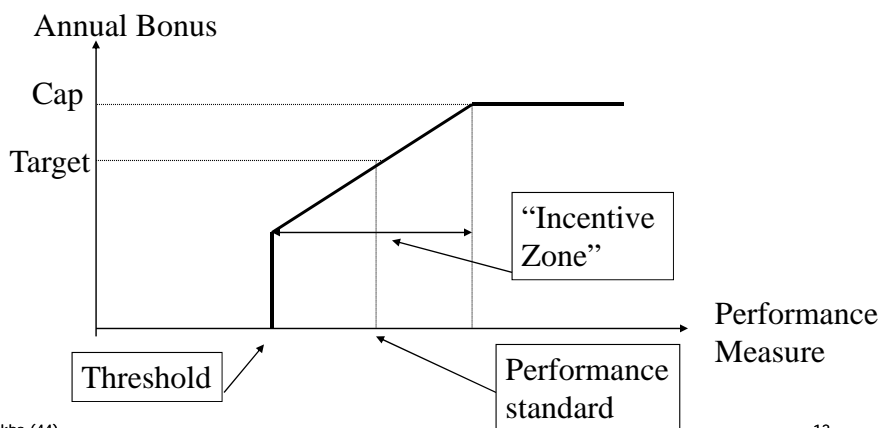 Annual Bonus
Cap
Target
“Incentive
Zone”
Performance
Measure
Threshold
Performance
standard